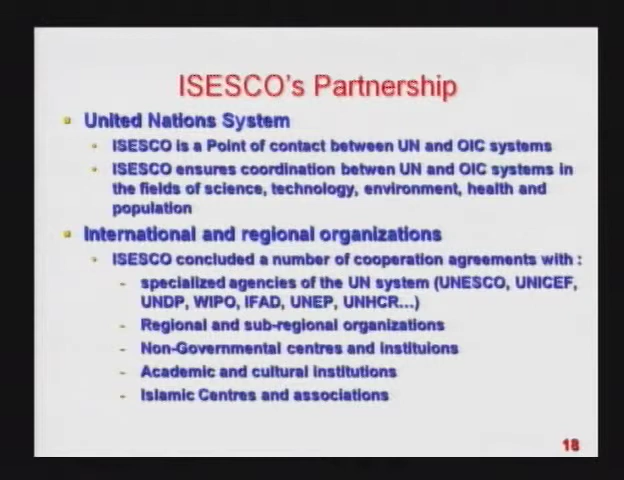 ISESCO's Partnership
United Nations System
ISESCO is a Point of contact between UN and OIC systems
ISESCO ensures coordination betwen UN and OIC systems in
the fields of science, technology, environment, health and
population
International and regional organizations
ISESCO concluded a number of cooperation agreements with :
- specialized agencies of the UN system (UNESCO, UNICEF,
UNDP, WIPO, IFAD, UNEP, UNHCR...)
- Regional and sub-regional organizations
- Non-Governmental centres and instituions
- Academic and cultural institutions
- Islamic Centres and associations
18